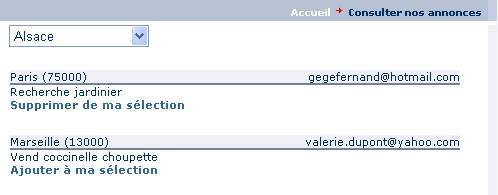 Accueil Consulter nos annonces
Alsace
Paris (75000) gegefernand@hotmail.com
Recherche jardinier
Supprimer de ma sélection
Marseille (13000) valerie.dupont@yahoo.com
Vend coccinelle choupette
Ajouter à ma sélection